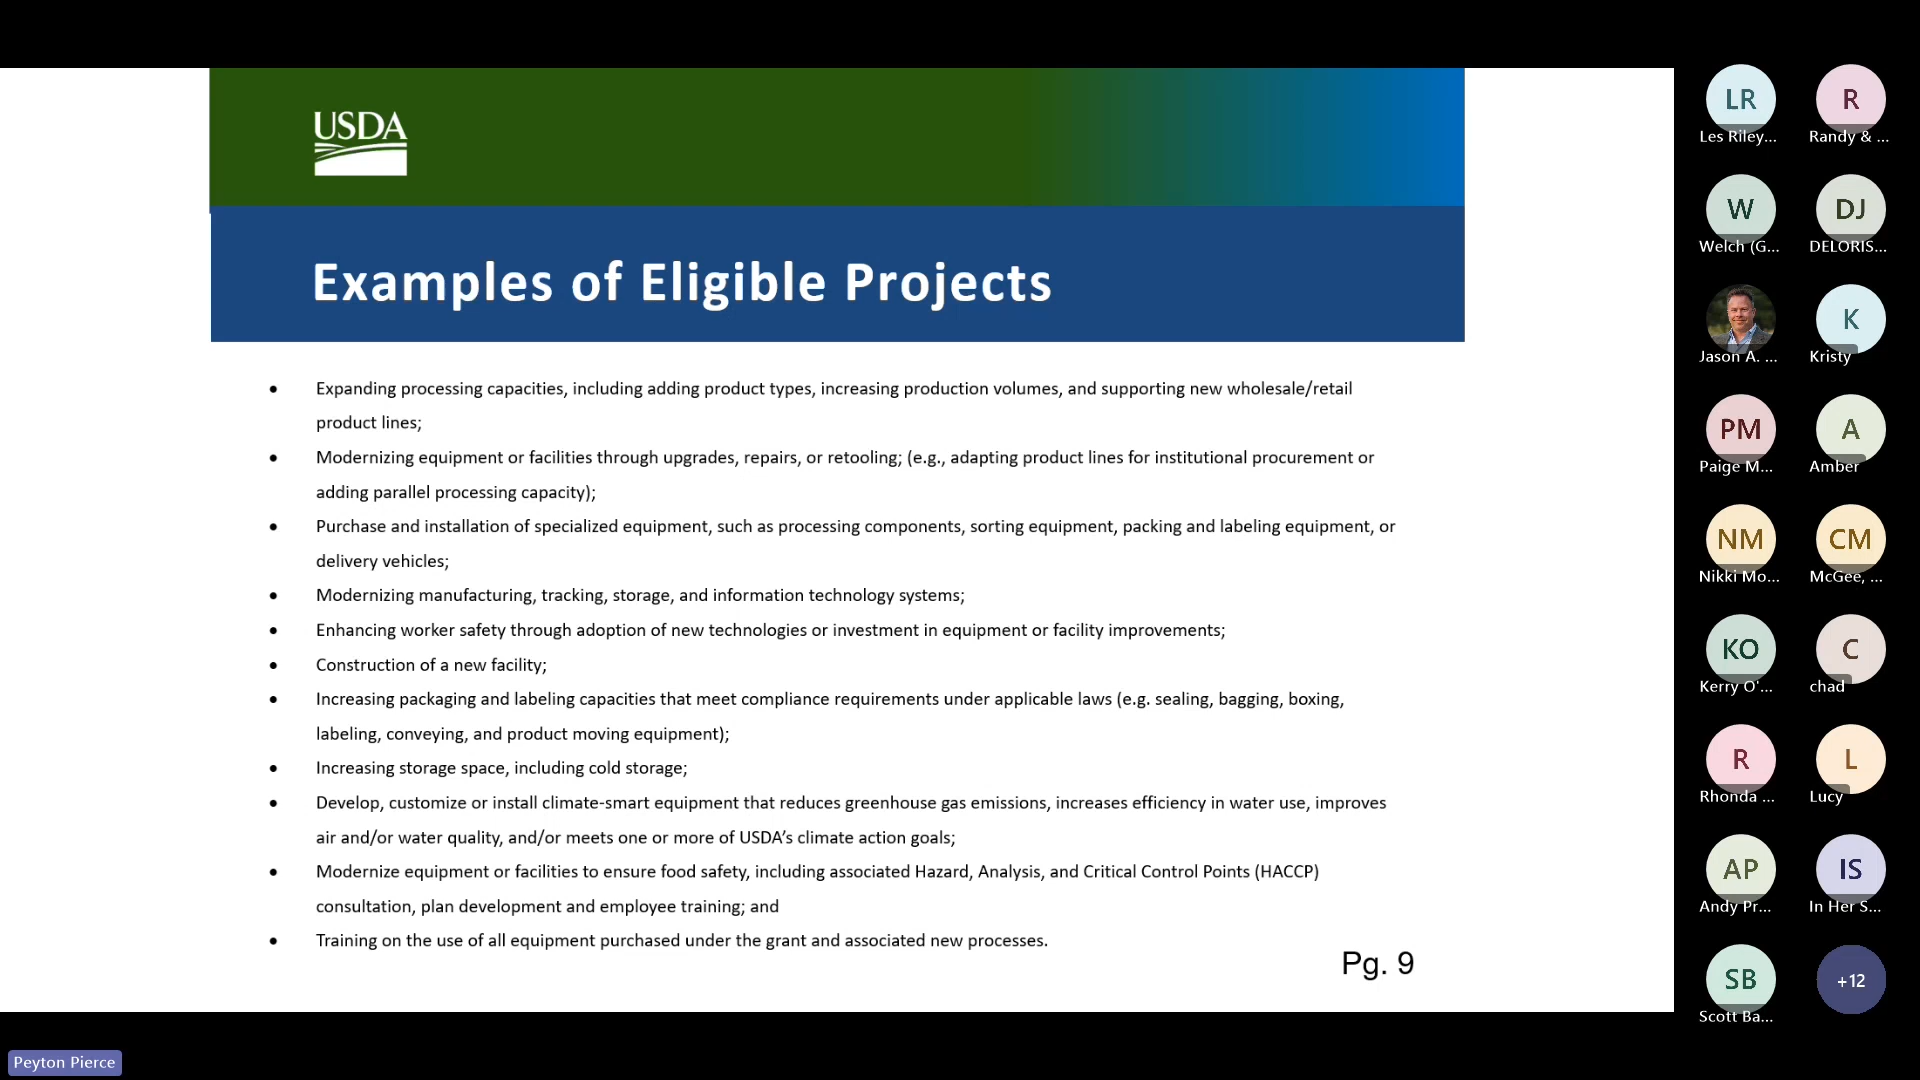 USDA
Examples of Eligible Projects
• Expanding processing capacities, including adding product types, increasing production volumes, and supporting new wholesale/retail
product lines;
• Modernizing equipment or facilities through upgrades, repairs, or retooling; (e.g., adapting product lines for institutional procurement or
adding parallel processing capacity);
• Purchase and installation of specialized equipment, such as processing components, sorting equipment, packing and labeling equipment, or
delivery vehicles;
• Modernizing manufacturing, tracking, storage, and information technology systems;
• Enhancing worker safety through adoption of new technologies or investment in equipment or facility improvements;
• Construction of a new facility;
• Increasing packaging and labeling capacities that meet compliance requirements under applicable laws (e.g. sealing, bagging, boxing,
labeling, conveying, and product moving equipment);
• Increasing storage space, including cold storage;
• Develop, customize or install climate-smart equipment that reduces greenhouse gas emissions, increases efficiency in water use, improves
air and/or water quality, and/or meets one or more of USDA’s climate action goals;
• Modernize equipment or facilities to ensure food safety, including associated Hazard, Analysis, and Critical Control Points (HACCP)
consultation, plan development and employee training; and
• Training on the use of all equipment purchased under the grant and associated new processes.
Pg. 9
LR R
Les Riley... Randy & ...
W DJ
Welch (G... DELORIS...
K
Jason A. ... Kristy
PM A
Paige M... Amber
NM CM
Nikki Mo... McGee, ...
KO C
Kerry O'... chad
R L
Rhonda ... Lucy
AP IS
Andy Pr... In Her S...
SB +12
Scott Ba...
Peyton Pierce